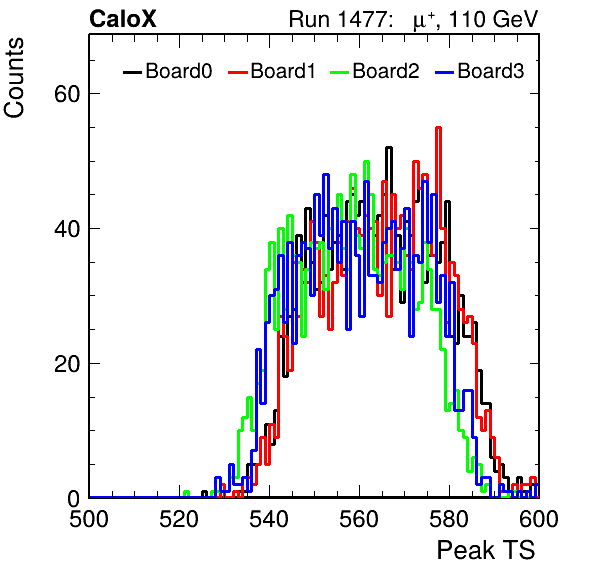 CaloX Run 1477: μ⁺, 110 GeV
Counts
Board0 Board1 Board2 Board3
60
40
20
0
500 520 540 560 580 600
Peak TS